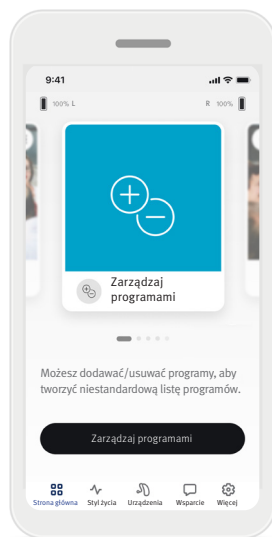 9:41
100% L
R 100%
Zarządzaj
programami
Możesz dodawać/usuwać programy, aby
tworzyć niestandardową listę programów.
Zarządzaj programami
Strona główna Styl życia Urządzenia Wsparcie Więcej